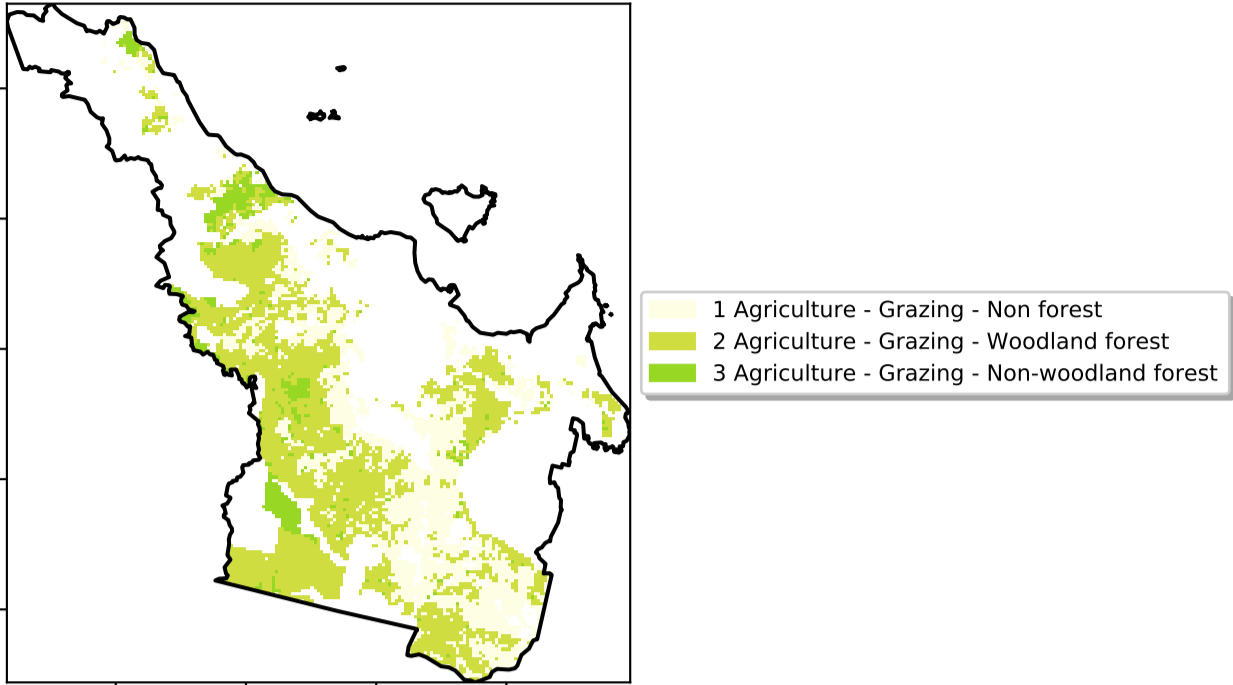 1 Agriculture - Grazing - Non forest
2 Agriculture - Grazing - Woodland forest
3 Agriculture - Grazing - Non-woodland forest